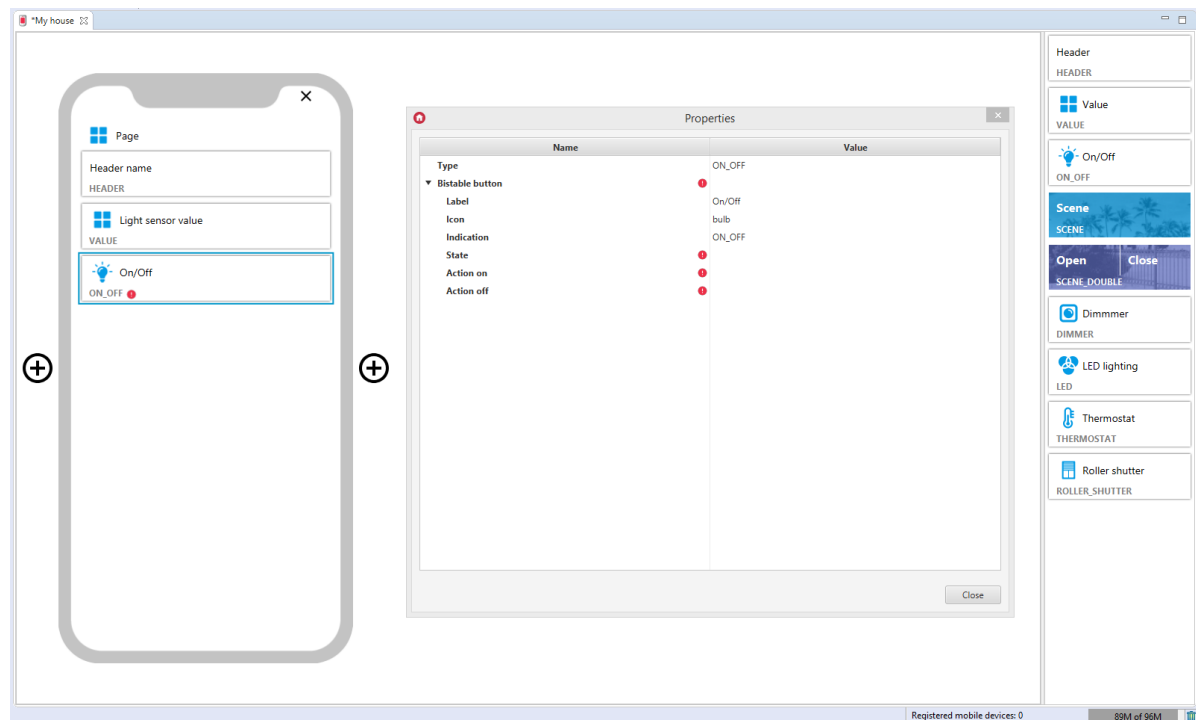 *My house
Page
Header name
HEADER
Light sensor value
VALUE
On/Off
ON_OFF
Properties
Name Value
Type ON_OFF
Bistable button
Label On/Off
Icon bulb
Indication ON_OFF
State
Action on
Action off
Close
Header
HEADER
Value
VALUE
On/Off
ON_OFF
Scene
SCENE
Open Close
SCENE_DOUBLE
Dimmmer
DIMMER
LED lighting
LED
Thermostat
THERMOSTAT
Roller shutter
ROLLER_SHUTTER
Registered mobile devices: 0
89M of 96M